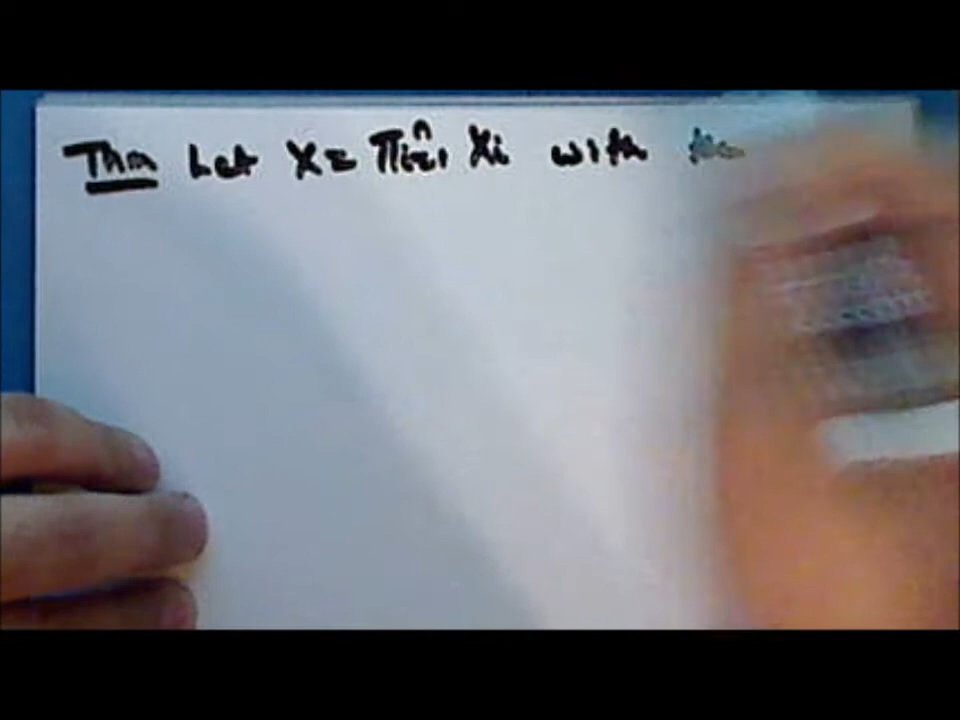 Thm Let X = Πⁿᵢ₌₁ Xᵢ with